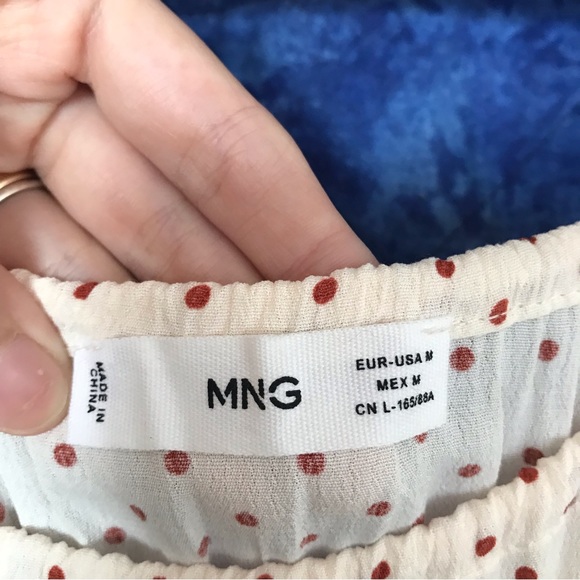 MADE IN
CHINA
MNG
EUR-USA M
MEX M
CN L-165/88A